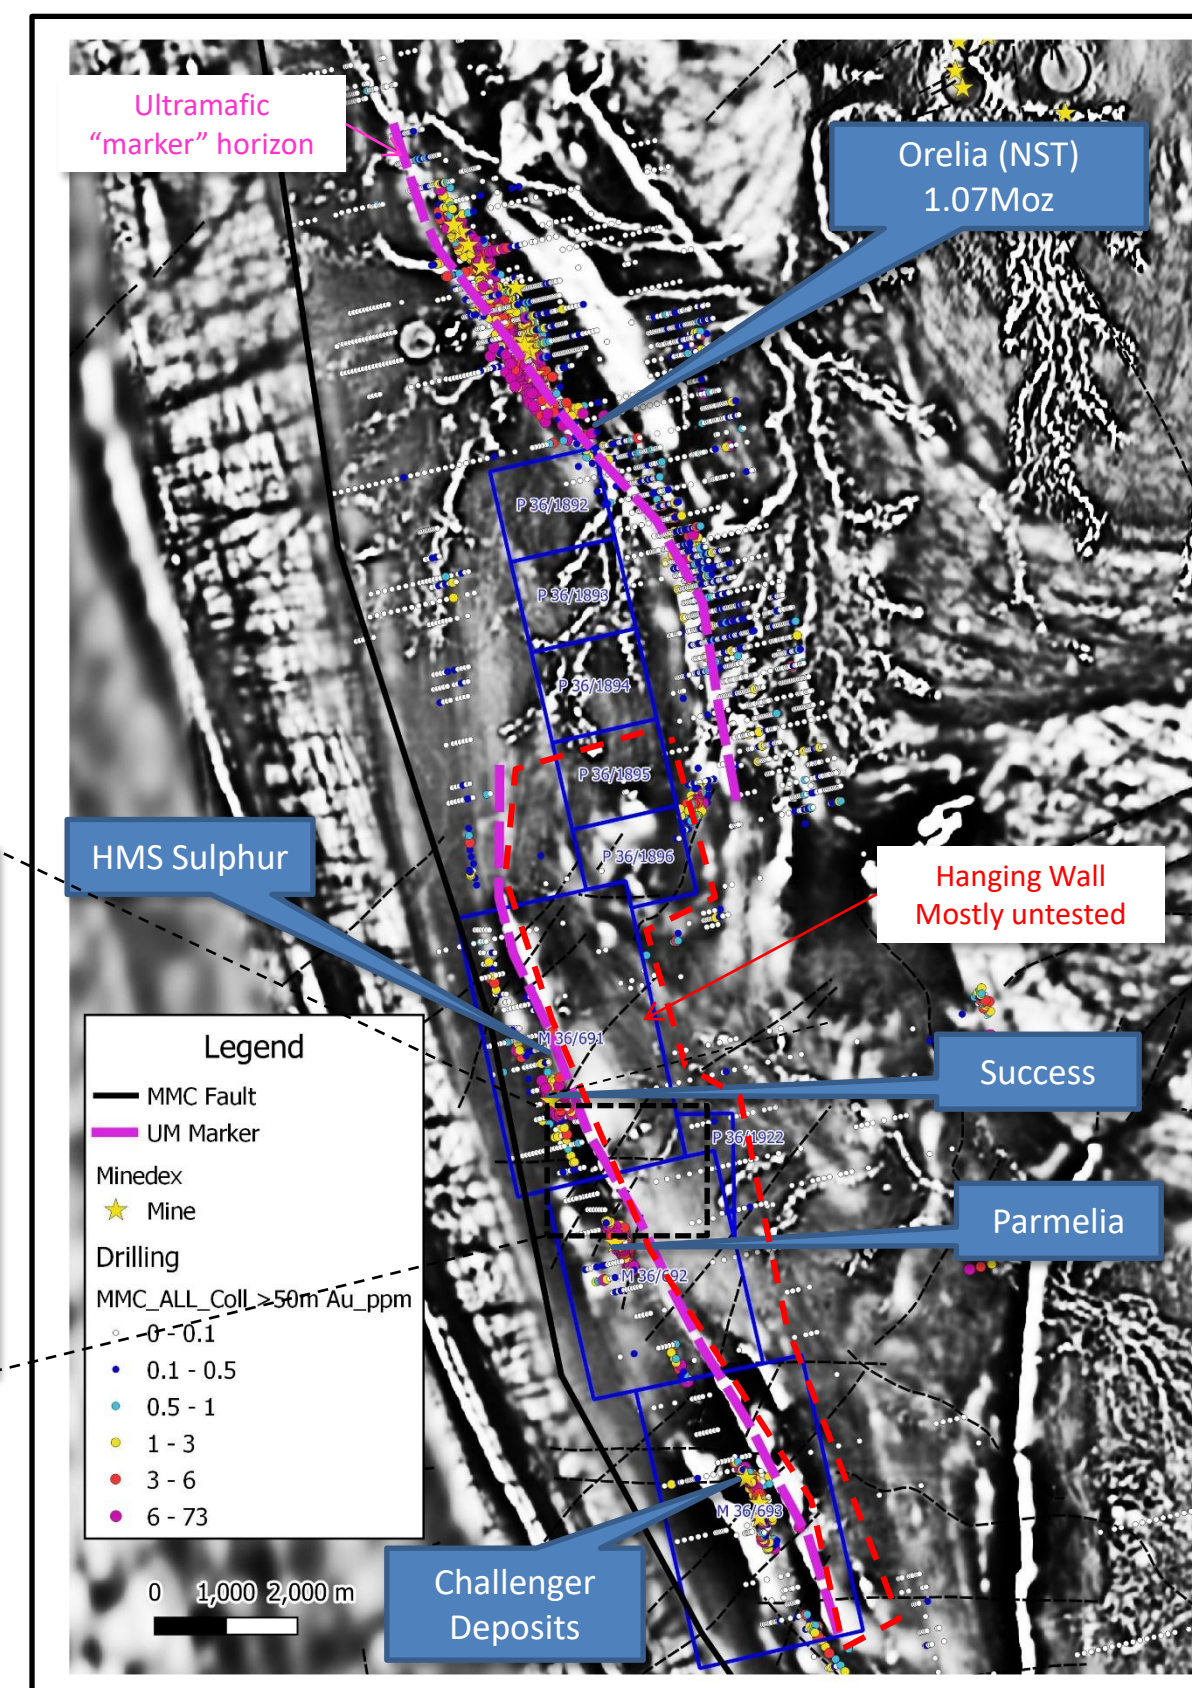 Ultramafic
“marker” horizon
Orelia (NST)
1.07Moz
P 36/1892
P 36/1893
P 36/1894
P 36/1895
P 36/1896
HMS Sulphur
Hanging Wall
Mostly untested
M 36/691
Success
P 36/1922
Parmelia
M 36/692
M 36/693
Challenger
Deposits
Legend
MMC Fault
UM Marker
Minedex
Mine
Drilling
MMC_ALL_Coll_>50m Au_ppm
0 - 0.1
0.1 - 0.5
0.5 - 1
1 - 3
3 - 6
6 - 73
0 1,000 2,000 m